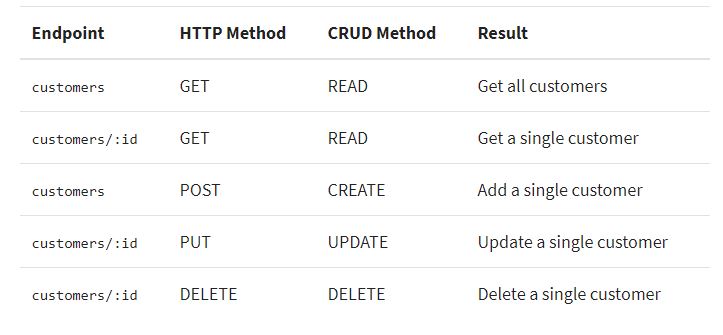 Endpoint HTTP Method CRUD Method Result
customers GET READ Get all customers
customers/:id GET READ Get a single customer
customers POST CREATE Add a single customer
customers/:id PUT UPDATE Update a single customer
customers/:id DELETE DELETE Delete a single customer